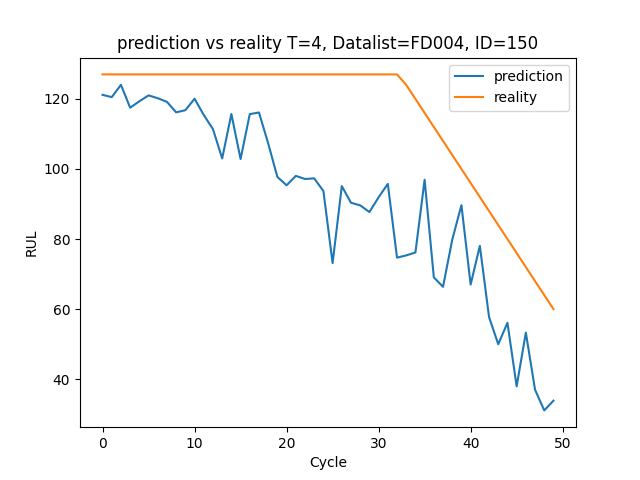 prediction vs reality T=4, Datalist=FD004, ID=150
prediction
reality
RUL
120
100
80
60
40
0 10 20 30 40 50
Cycle